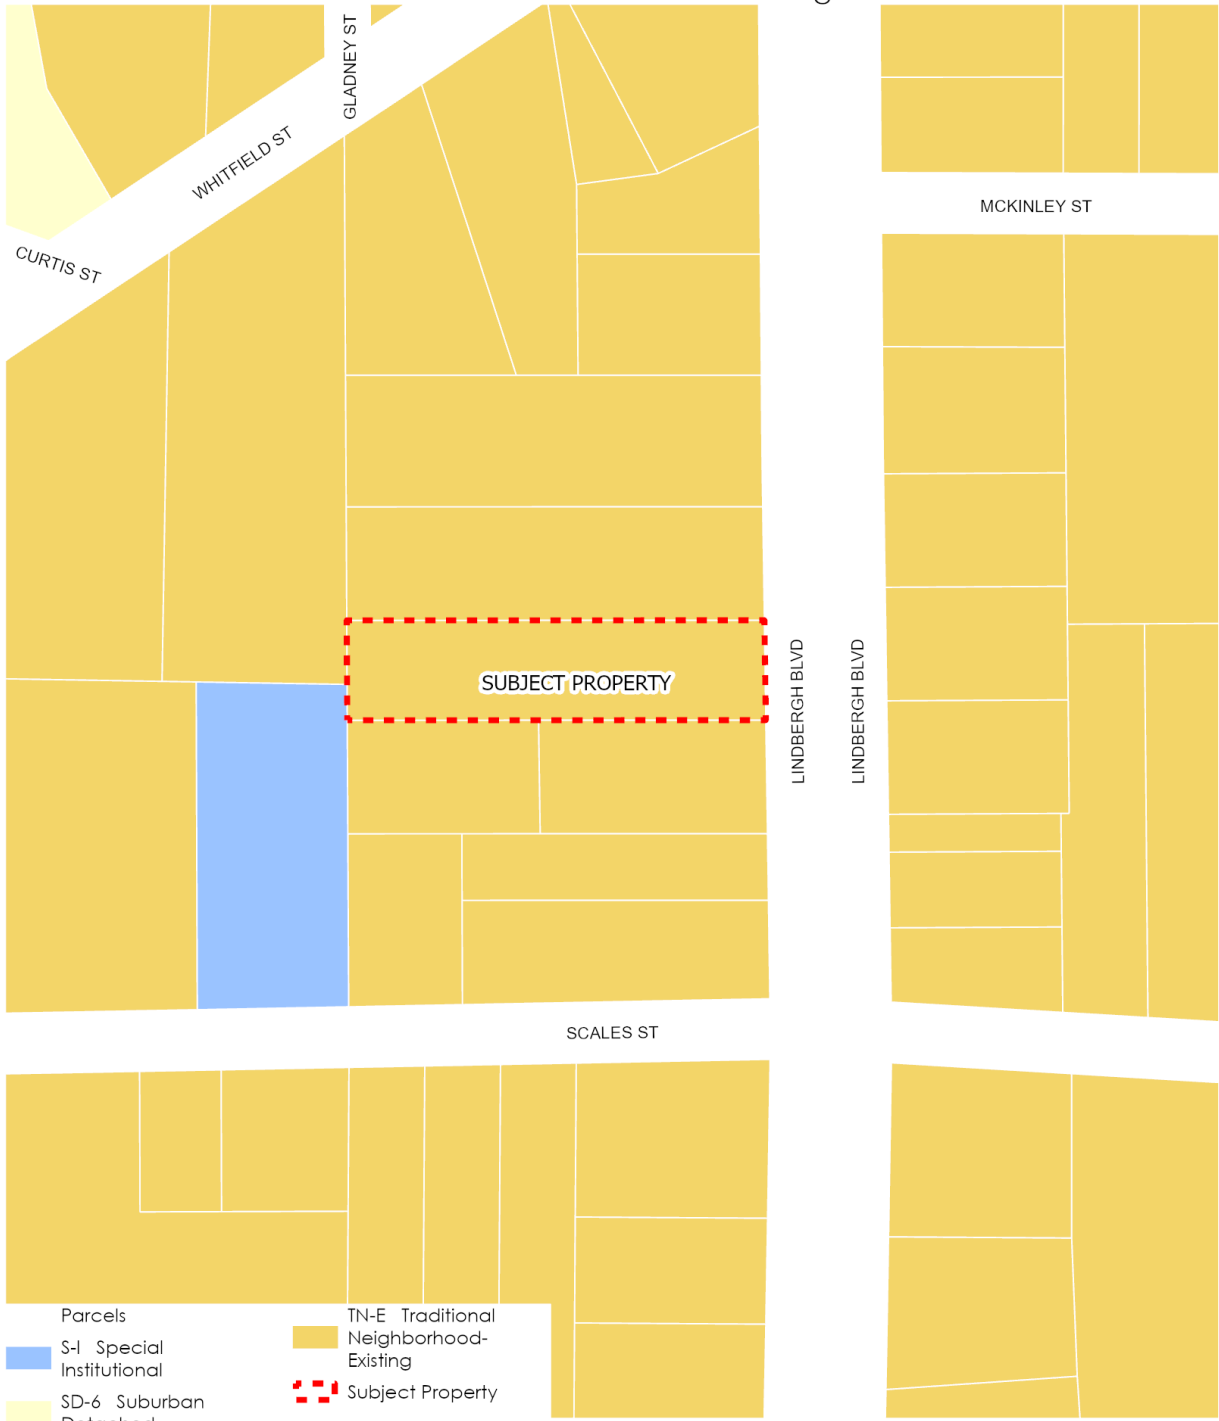 GLADNEY ST
WHITFIELD ST
CURTIS ST
MCKINLEY ST
LINDBERGH BLVD
LINDBERGH BLVD
SUBJECT PROPERTY
SCALES ST
Parcels
S-I Special
Institutional
SD-6 Suburban
TN-E Traditional
Neighborhood-
Existing
Subject Property